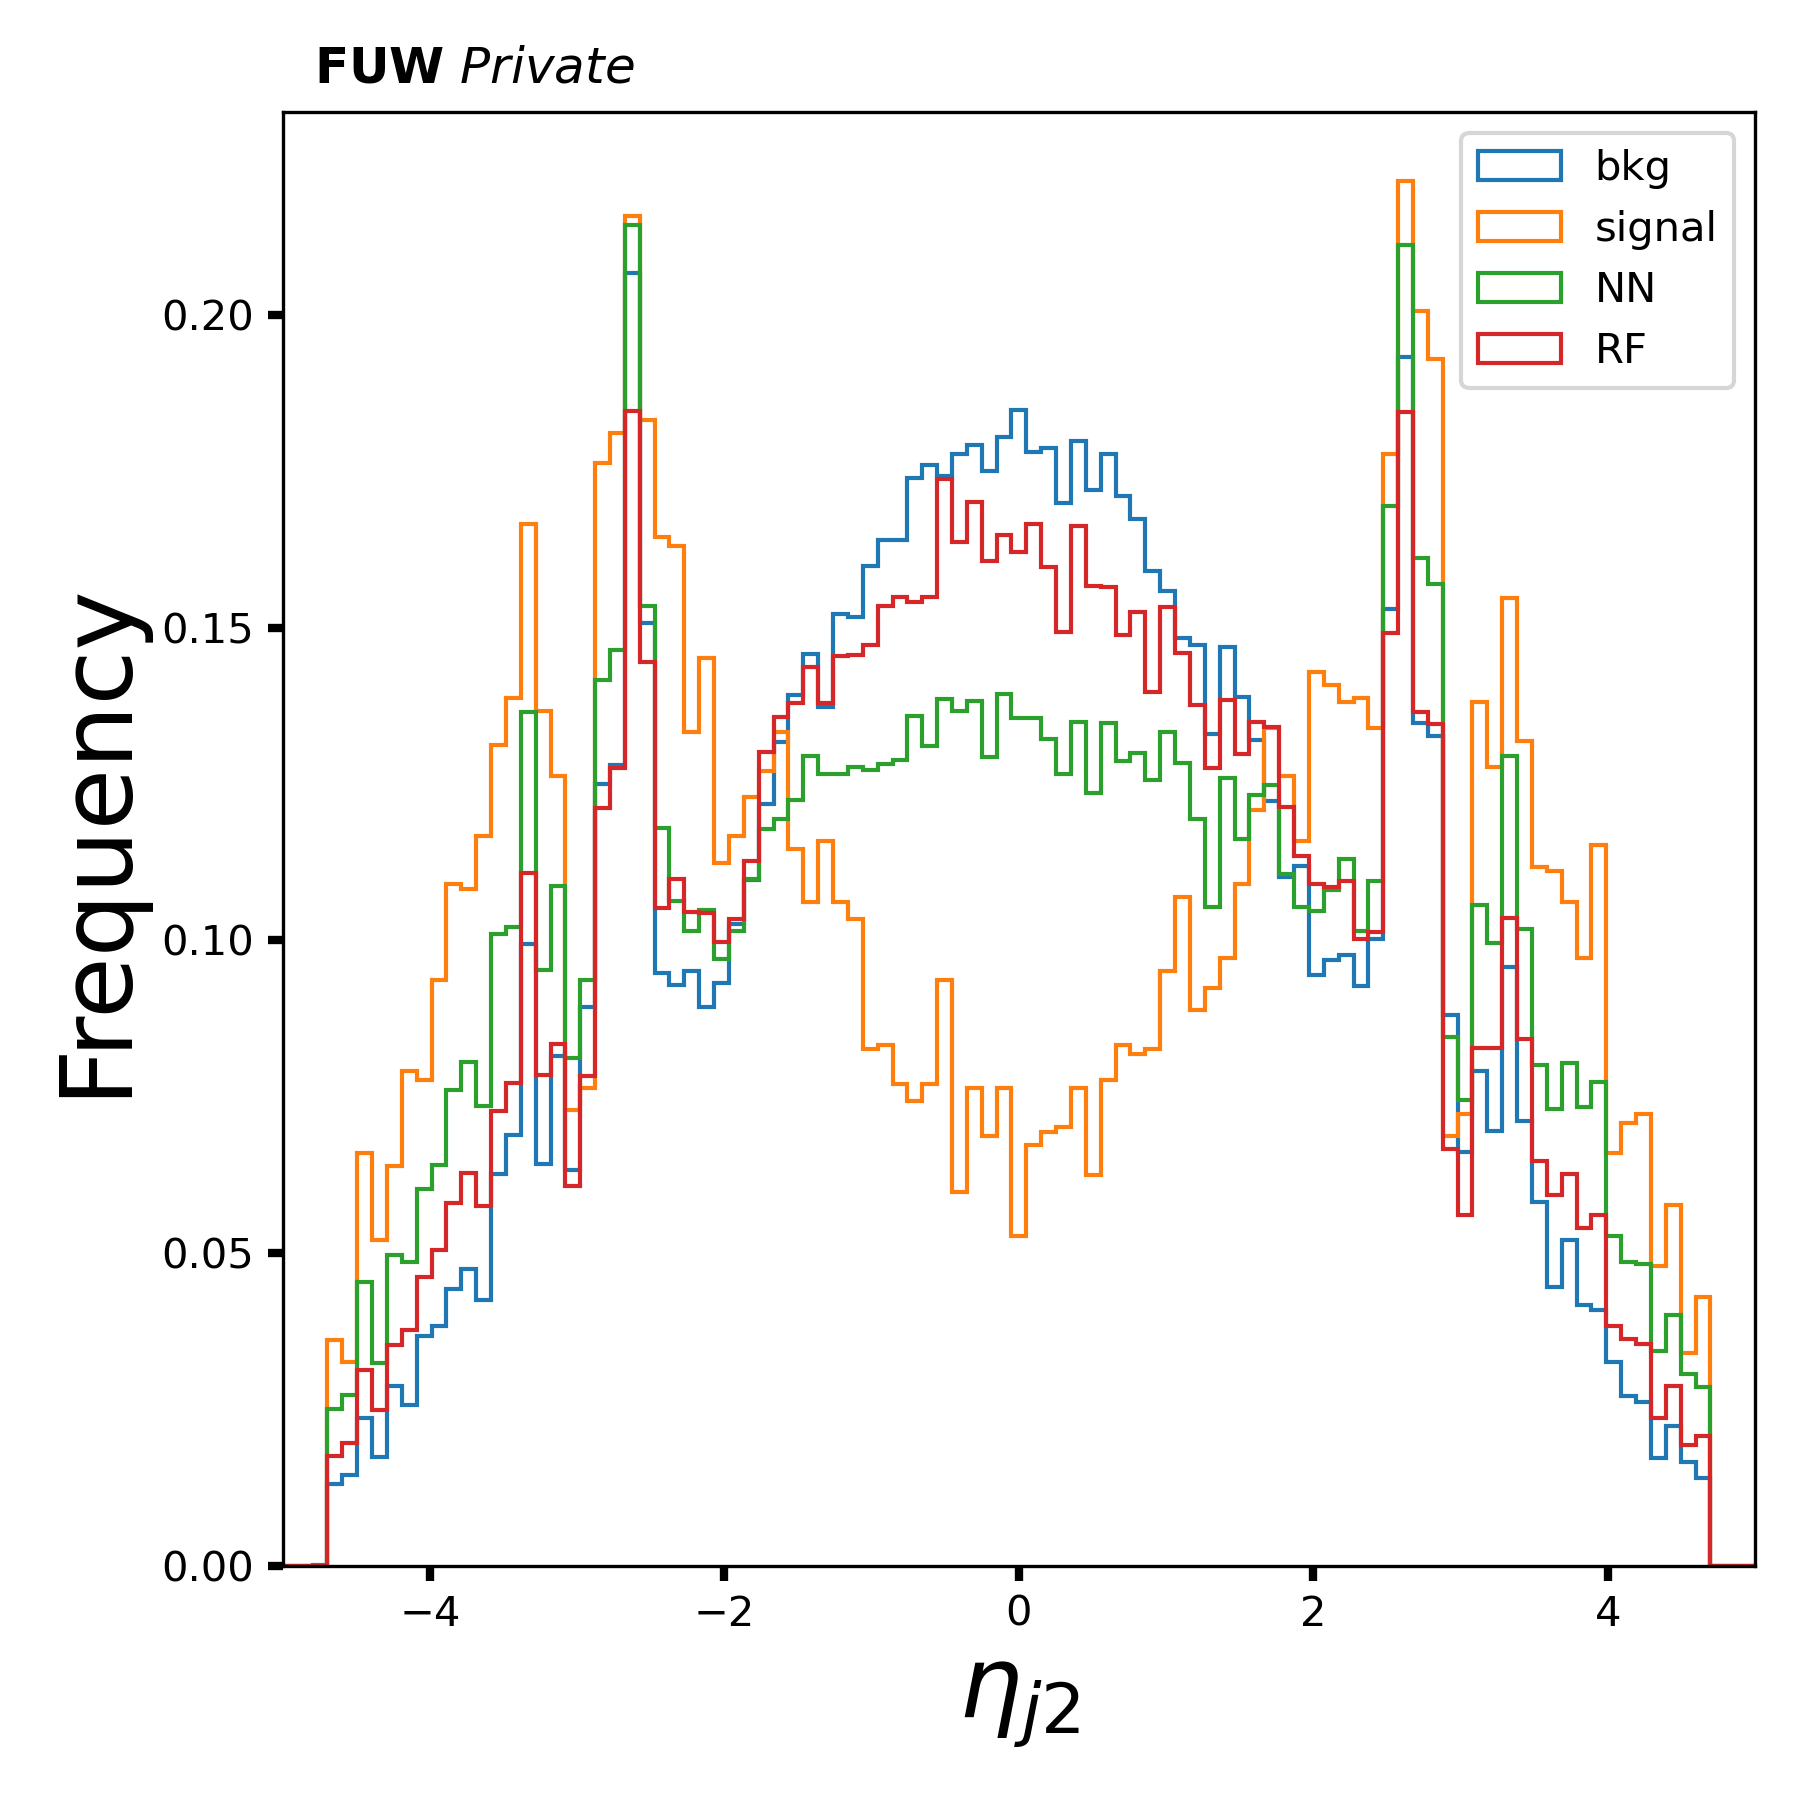 FUW Private
bkg
signal
NN
RF
Frequency
0.20
0.15
0.10
0.05
0.00
−4 −2 0 2 4
ηj2